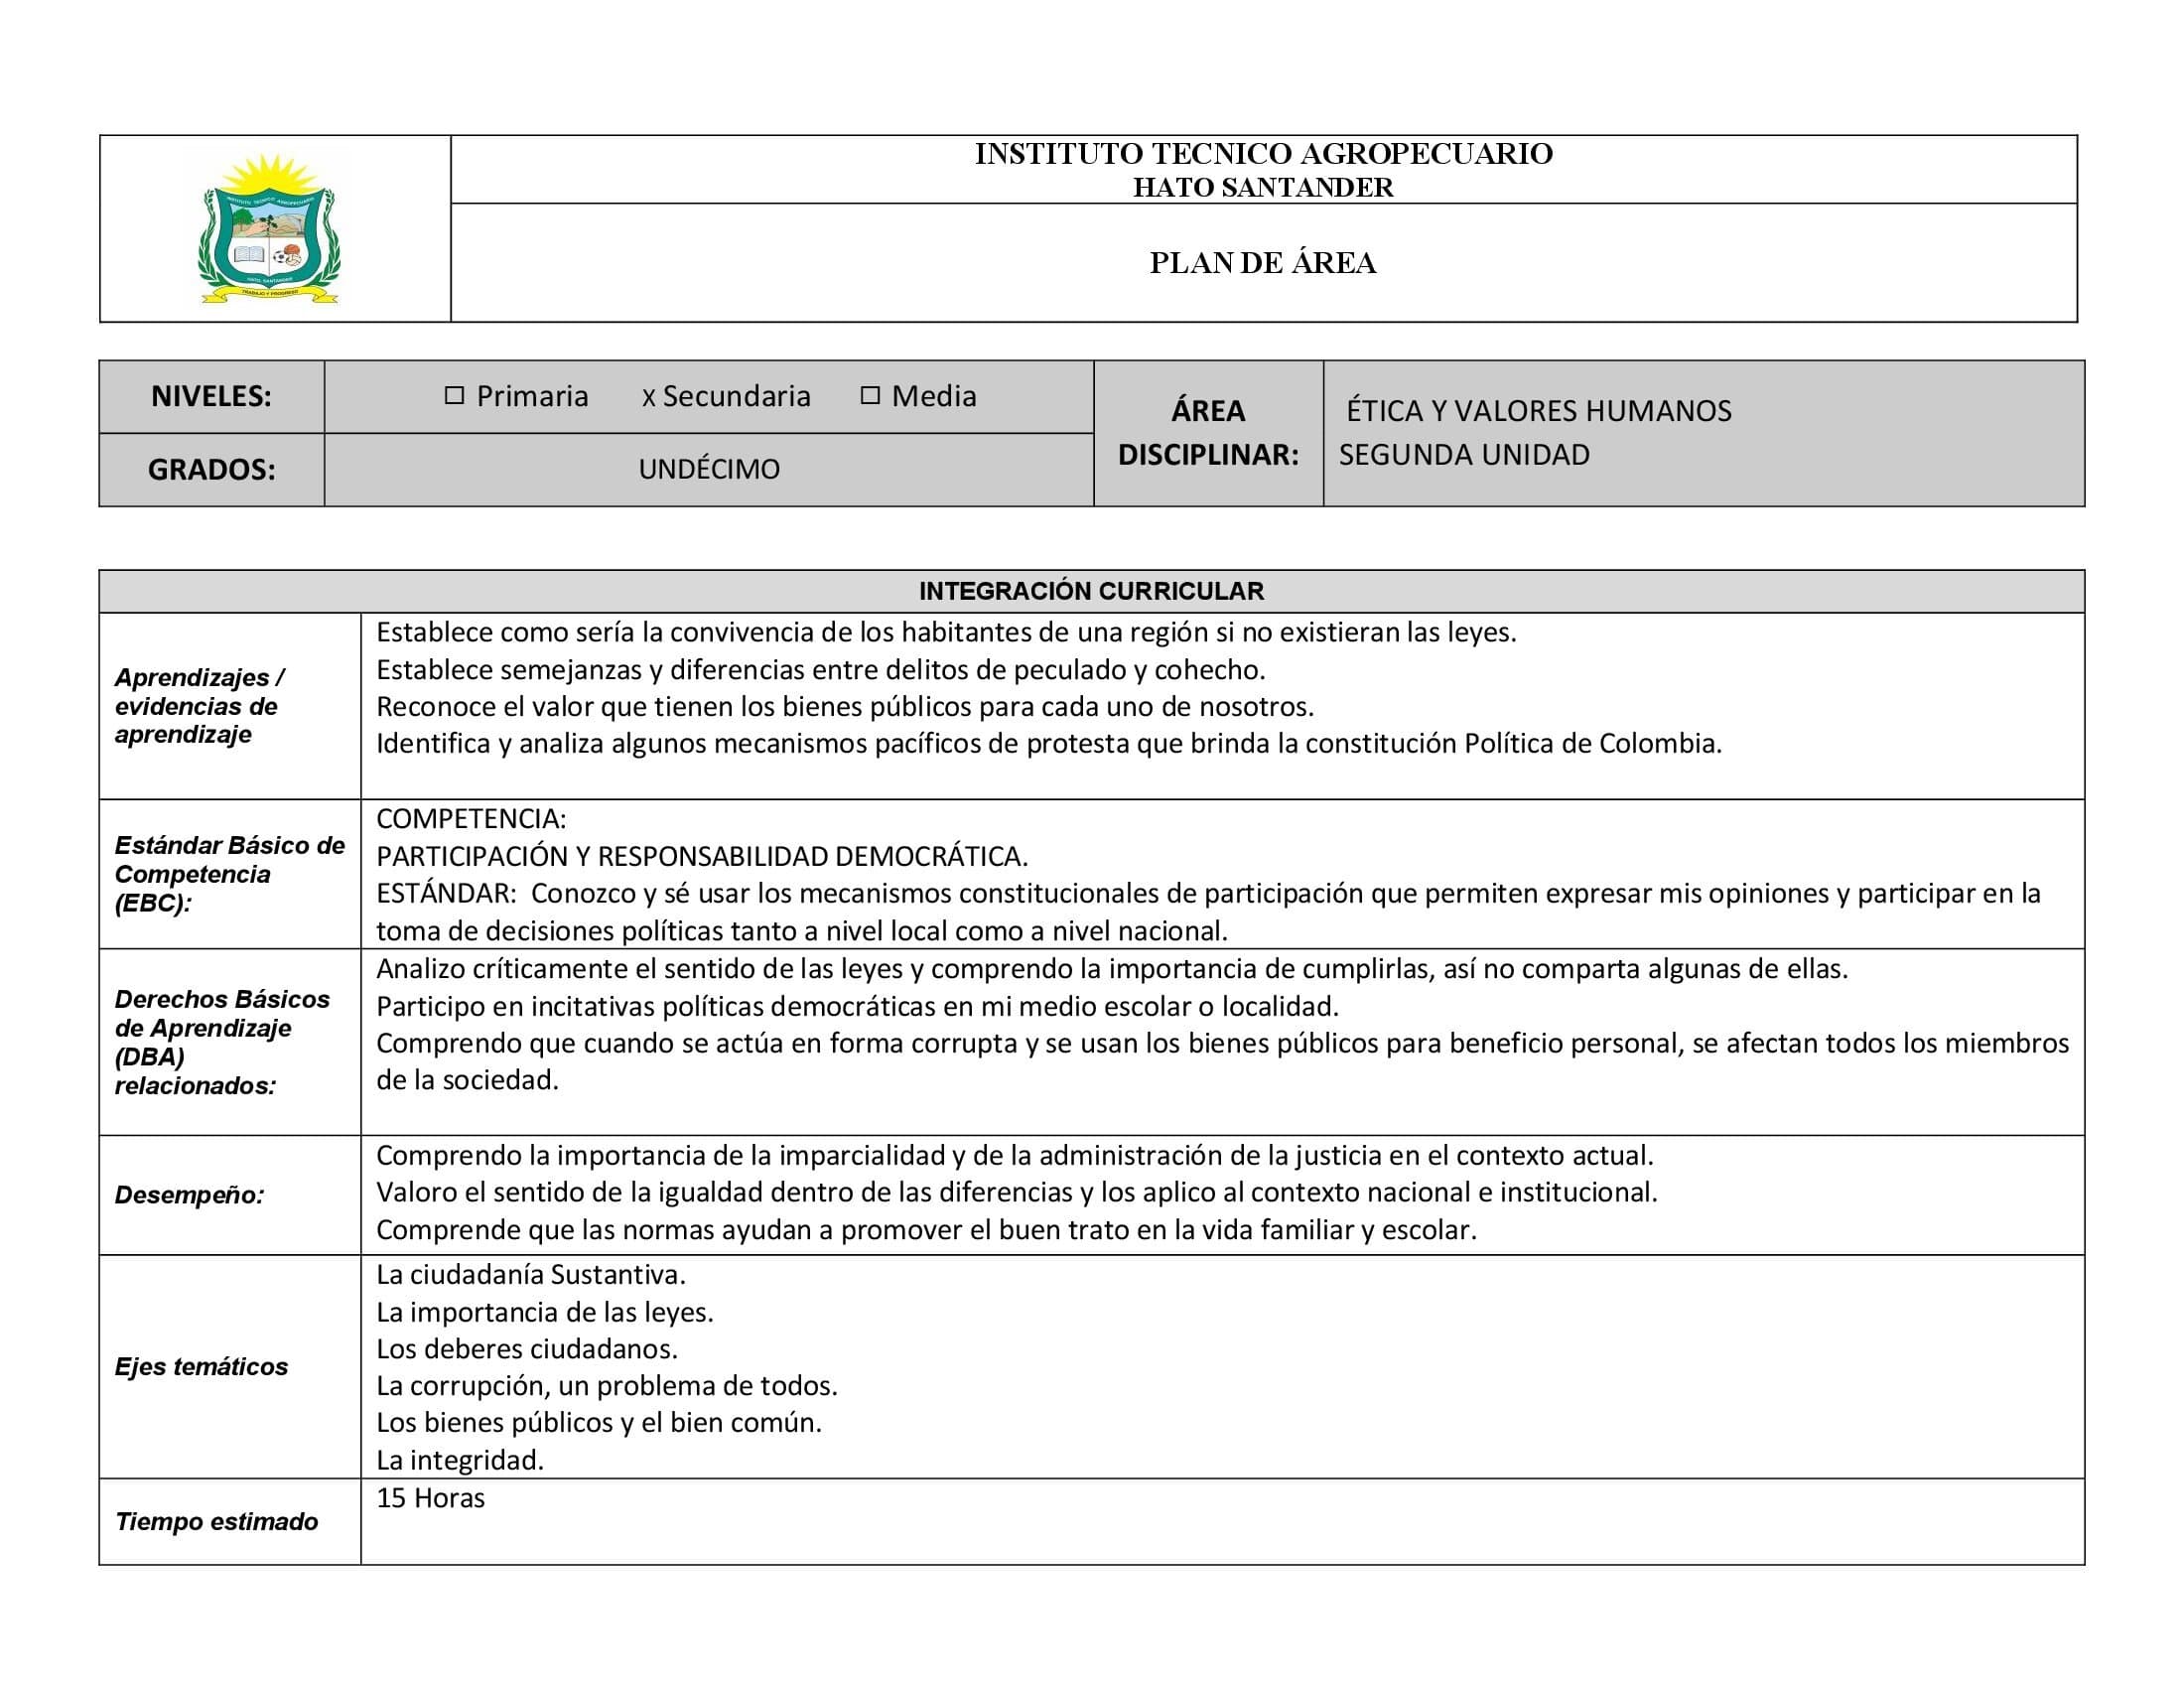 INSTITUTO TECNICO AGROPECUARIO
HATO SANTANDER
TRABAJO Y PROGRESO
PLAN DE ÁREA
NIVELES:
☐ Primaria x Secundaria ☐ Media
GRADOS:
UNDÉCIMO
ÁREA
DISCIPLINAR:
ÉTICA Y VALORES HUMANOS
SEGUNDA UNIDAD
INTEGRACIÓN CURRICULAR
Aprendizajes /
evidencias de
aprendizaje
Establece como sería la convivencia de los habitantes de una región si no existieran las leyes.
Establece semejanzas y diferencias entre delitos de peculado y cohecho.
Reconoce el valor que tienen los bienes públicos para cada uno de nosotros.
Identifica y analiza algunos mecanismos pacíficos de protesta que brinda la constitución Política de Colombia.
Estándar Básico de
Competencia
(EBC):
COMPETENCIA:
PARTICIPACIÓN Y RESPONSABILIDAD DEMOCRÁTICA.
ESTÁNDAR: Conozco y sé usar los mecanismos constitucionales de participación que permiten expresar mis opiniones y participar en la
toma de decisiones políticas tanto a nivel local como a nivel nacional.
Derechos Básicos
de Aprendizaje
(DBA)
relacionados:
Analizo críticamente el sentido de las leyes y comprendo la importancia de cumplirlas, así no comparta algunas de ellas.
Participo en incitativas políticas democráticas en mi medio escolar o localidad.
Comprendo que cuando se actúa en forma corrupta y se usan los bienes públicos para beneficio personal, se afectan todos los miembros
de la sociedad.
Desempeño:
Comprendo la importancia de la imparcialidad y de la administración de la justicia en el contexto actual.
Valoro el sentido de la igualdad dentro de las diferencias y los aplico al contexto nacional e institucional.
Comprende que las normas ayudan a promover el buen trato en la vida familiar y escolar.
Ejes temáticos
La ciudadanía Sustantiva.
La importancia de las leyes.
Los deberes ciudadanos.
La corrupción, un problema de todos.
Los bienes públicos y el bien común.
La integridad.
Tiempo estimado
15 Horas